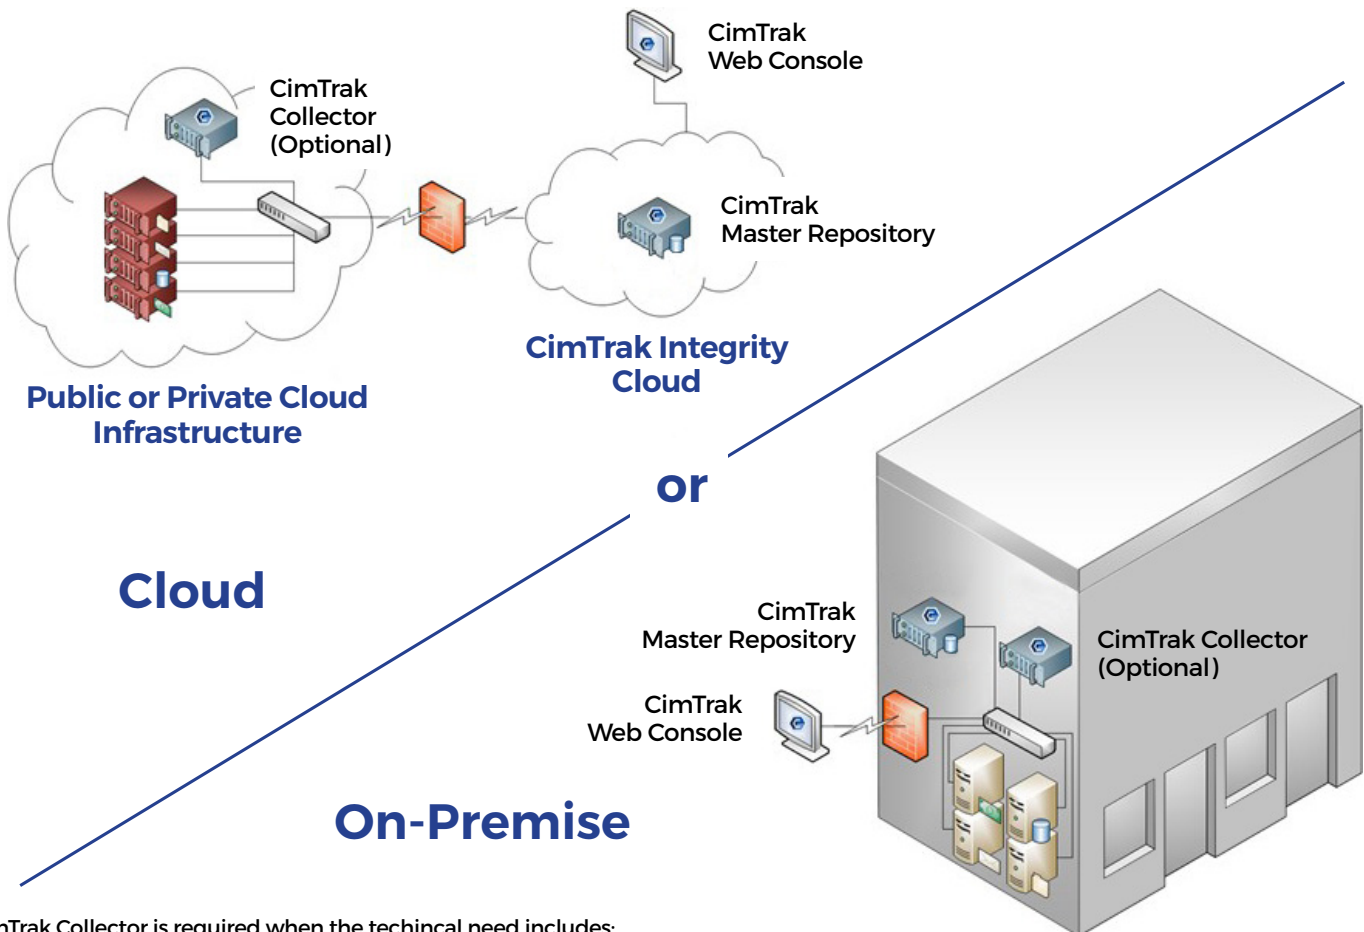 CimTrak
Web Console
CimTrak
Collector
(Optional)
CimTrak
Master Repository
CimTrak Integrity
Cloud
Public or Private Cloud
Infrastructure
or
Cloud
CimTrak
Master Repository
CimTrak Collector
(Optional)
CimTrak
Web Console
On-Premise
Collector is required when the techincal need includes: